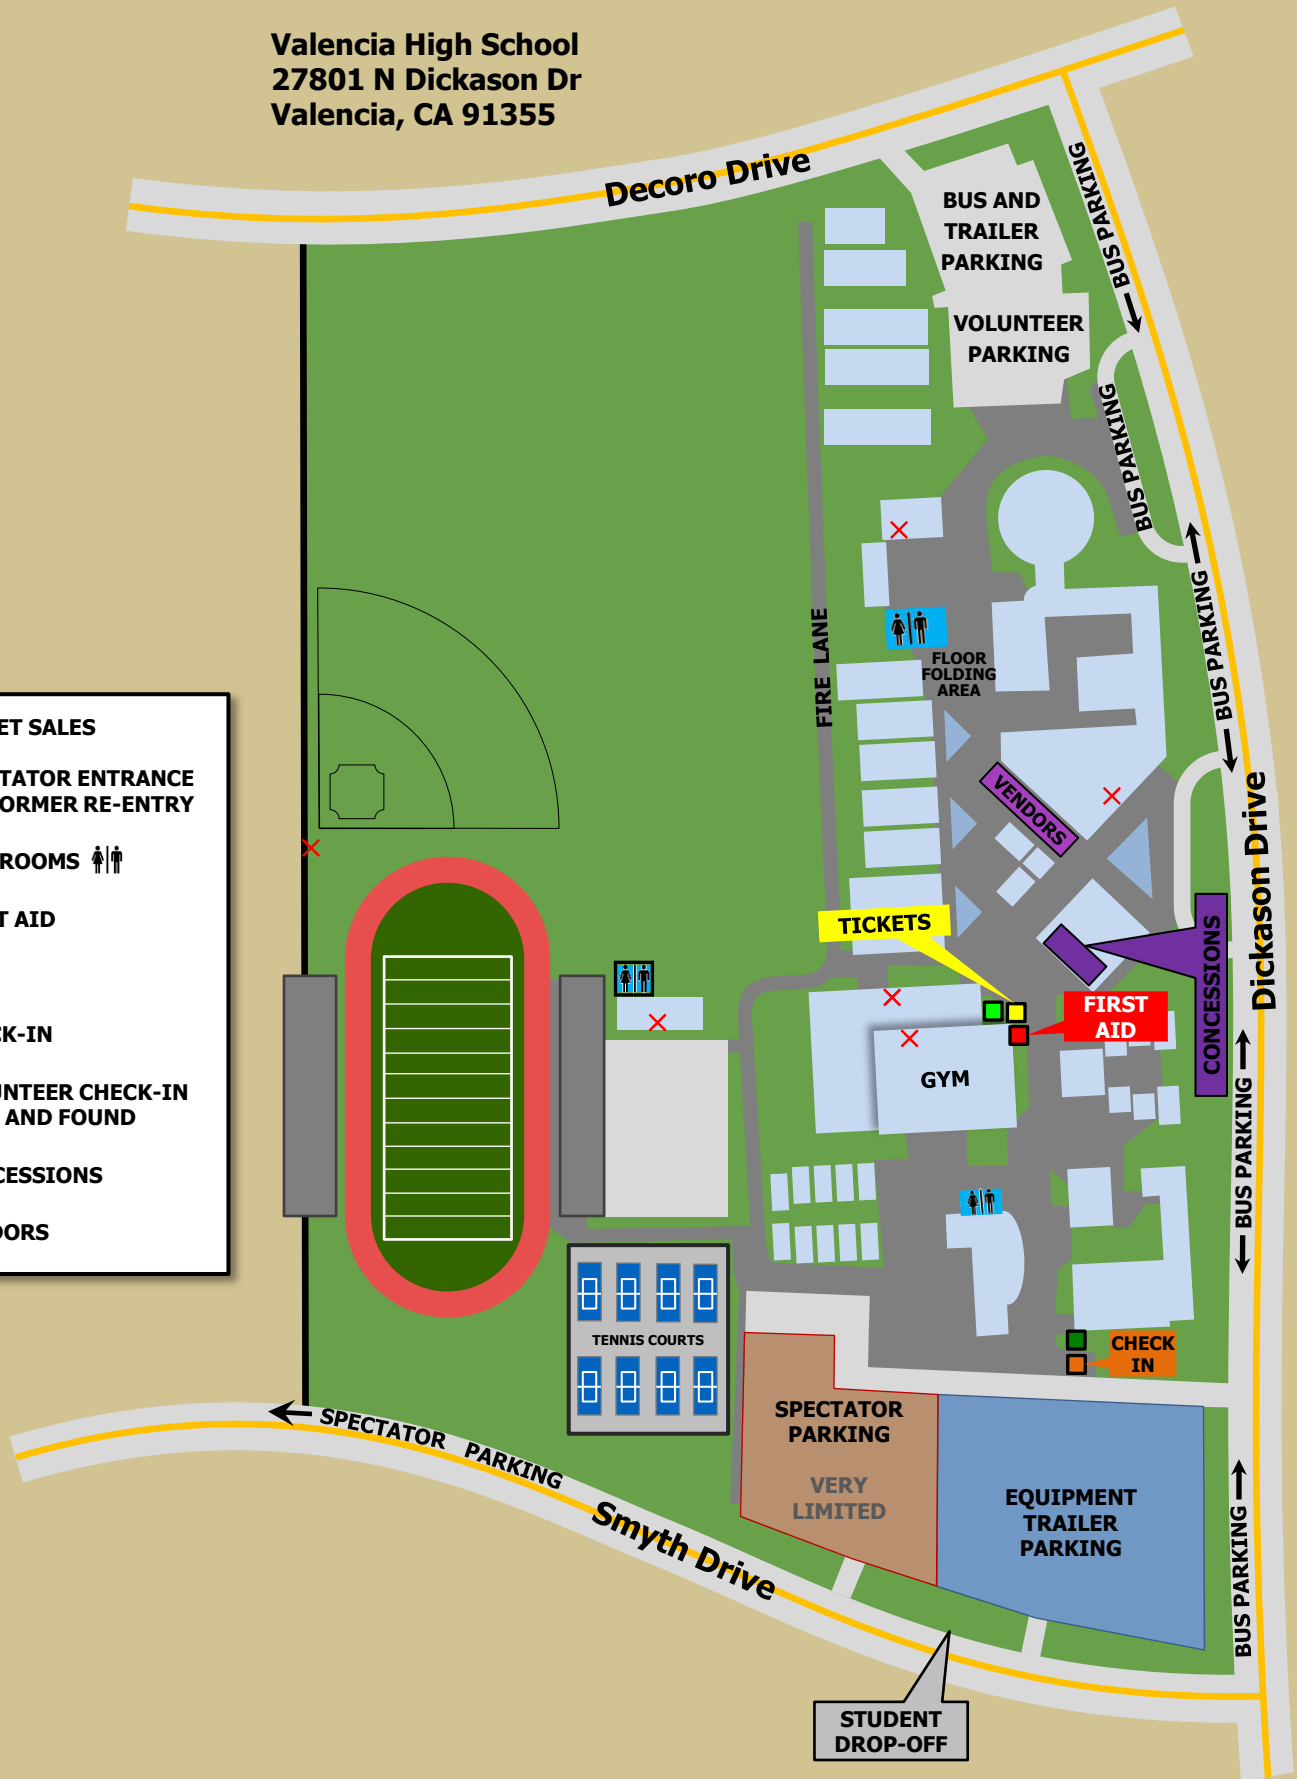 Valencia High School
27801 N Dickason Dr
Valencia, CA 91355
Decoro Drive
BUS PARKING
BUS AND
TRAILER
PARKING
VOLUNTEER
PARKING
BUS PARKING
BUS PARKING
FIRE LANE
FLOOR
FOLDING
AREA
VENDORS
Dickason Drive
TICKETS
CONCESSIONS
FIRST
AID
GYM
BUS PARKING
ET SALES
TATOR ENTRANCE
ORMER RE-ENTRY
ROOMS
T AID
CK-IN
UNTEER CHECK-IN
AND FOUND
CESSIONS
DORS
TENNIS COURTS
CHECK
IN
SPECTATOR
PARKING
VERY
LIMITED
EQUIPMENT
TRAILER
PARKING
BUS PARKING
SPECTATOR PARKING
Smyth Drive
STUDENT
DROP-OFF